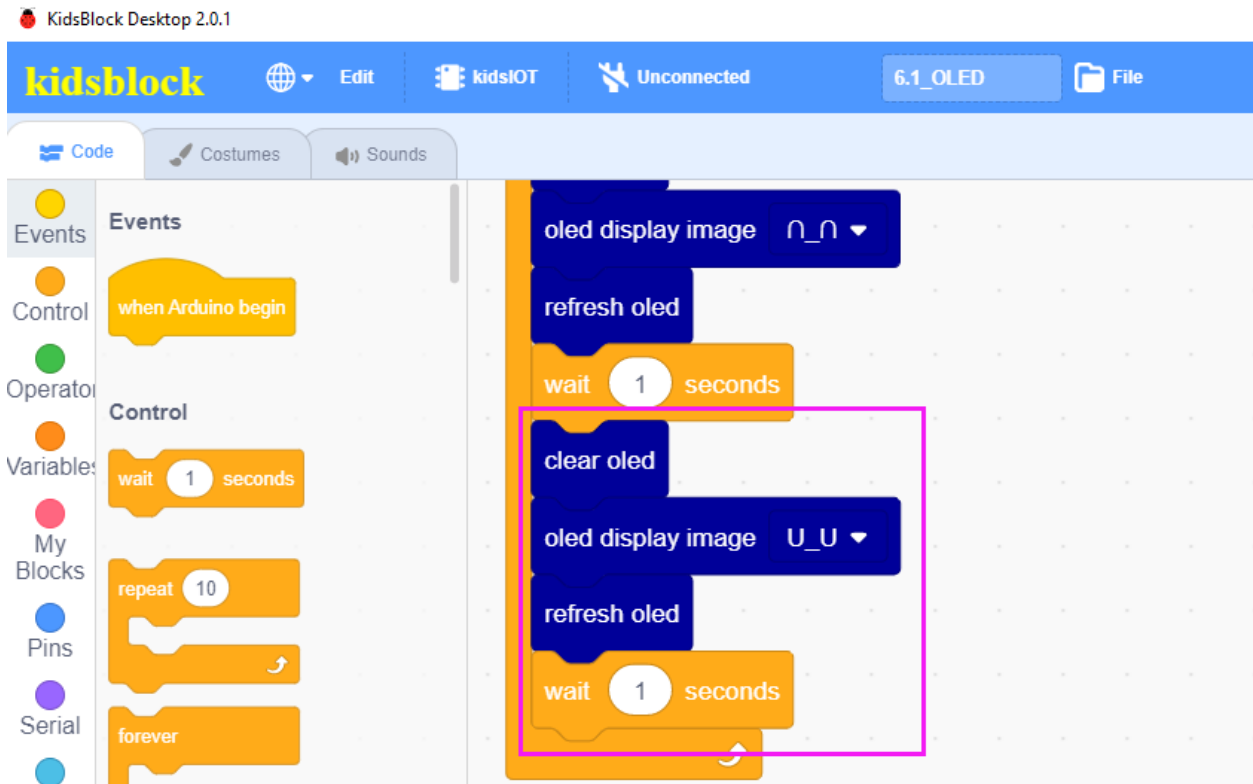 KidsBlock Desktop 2.0.1
kidsblock Edit kidsIOT Unconnected 6.1_OLED File
Code Costumes Sounds
Events
Control
Operator
Variables
My
Blocks
Pins
Serial
Events
when Arduino begin
Control
wait 1 seconds
repeat 10
forever
oled display image ∩_∩
refresh oled
wait 1 seconds
clear oled
oled display image U_U
refresh oled
wait 1 seconds